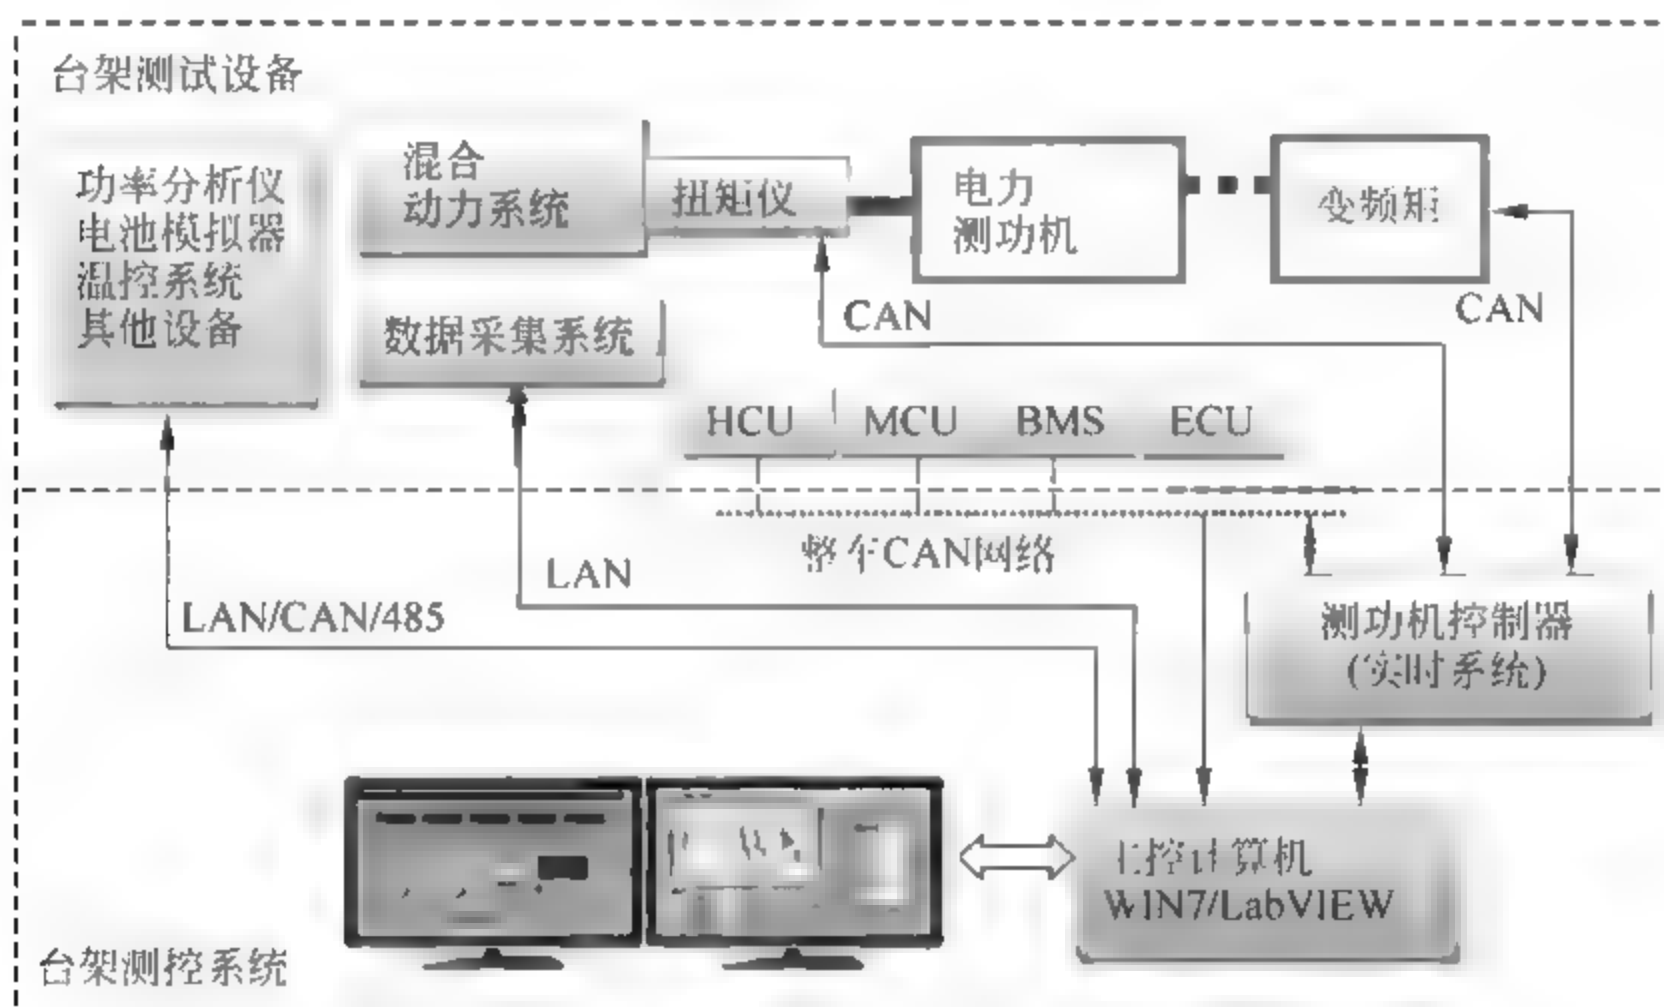 台架测试设备
功率分析仪
电池模拟器
温控系统
其他设备
混合
动力系统
扭矩仪
电力
测功机
变频矩
数据采集系统
CAN
CAN
HCU
MCU
BMS
ECU
整车CAN网络
LAN
LAN/CAN/485
测功机控制器
(实时系统)
主控计算机
WIN7/LabVIEW
台架测控系统